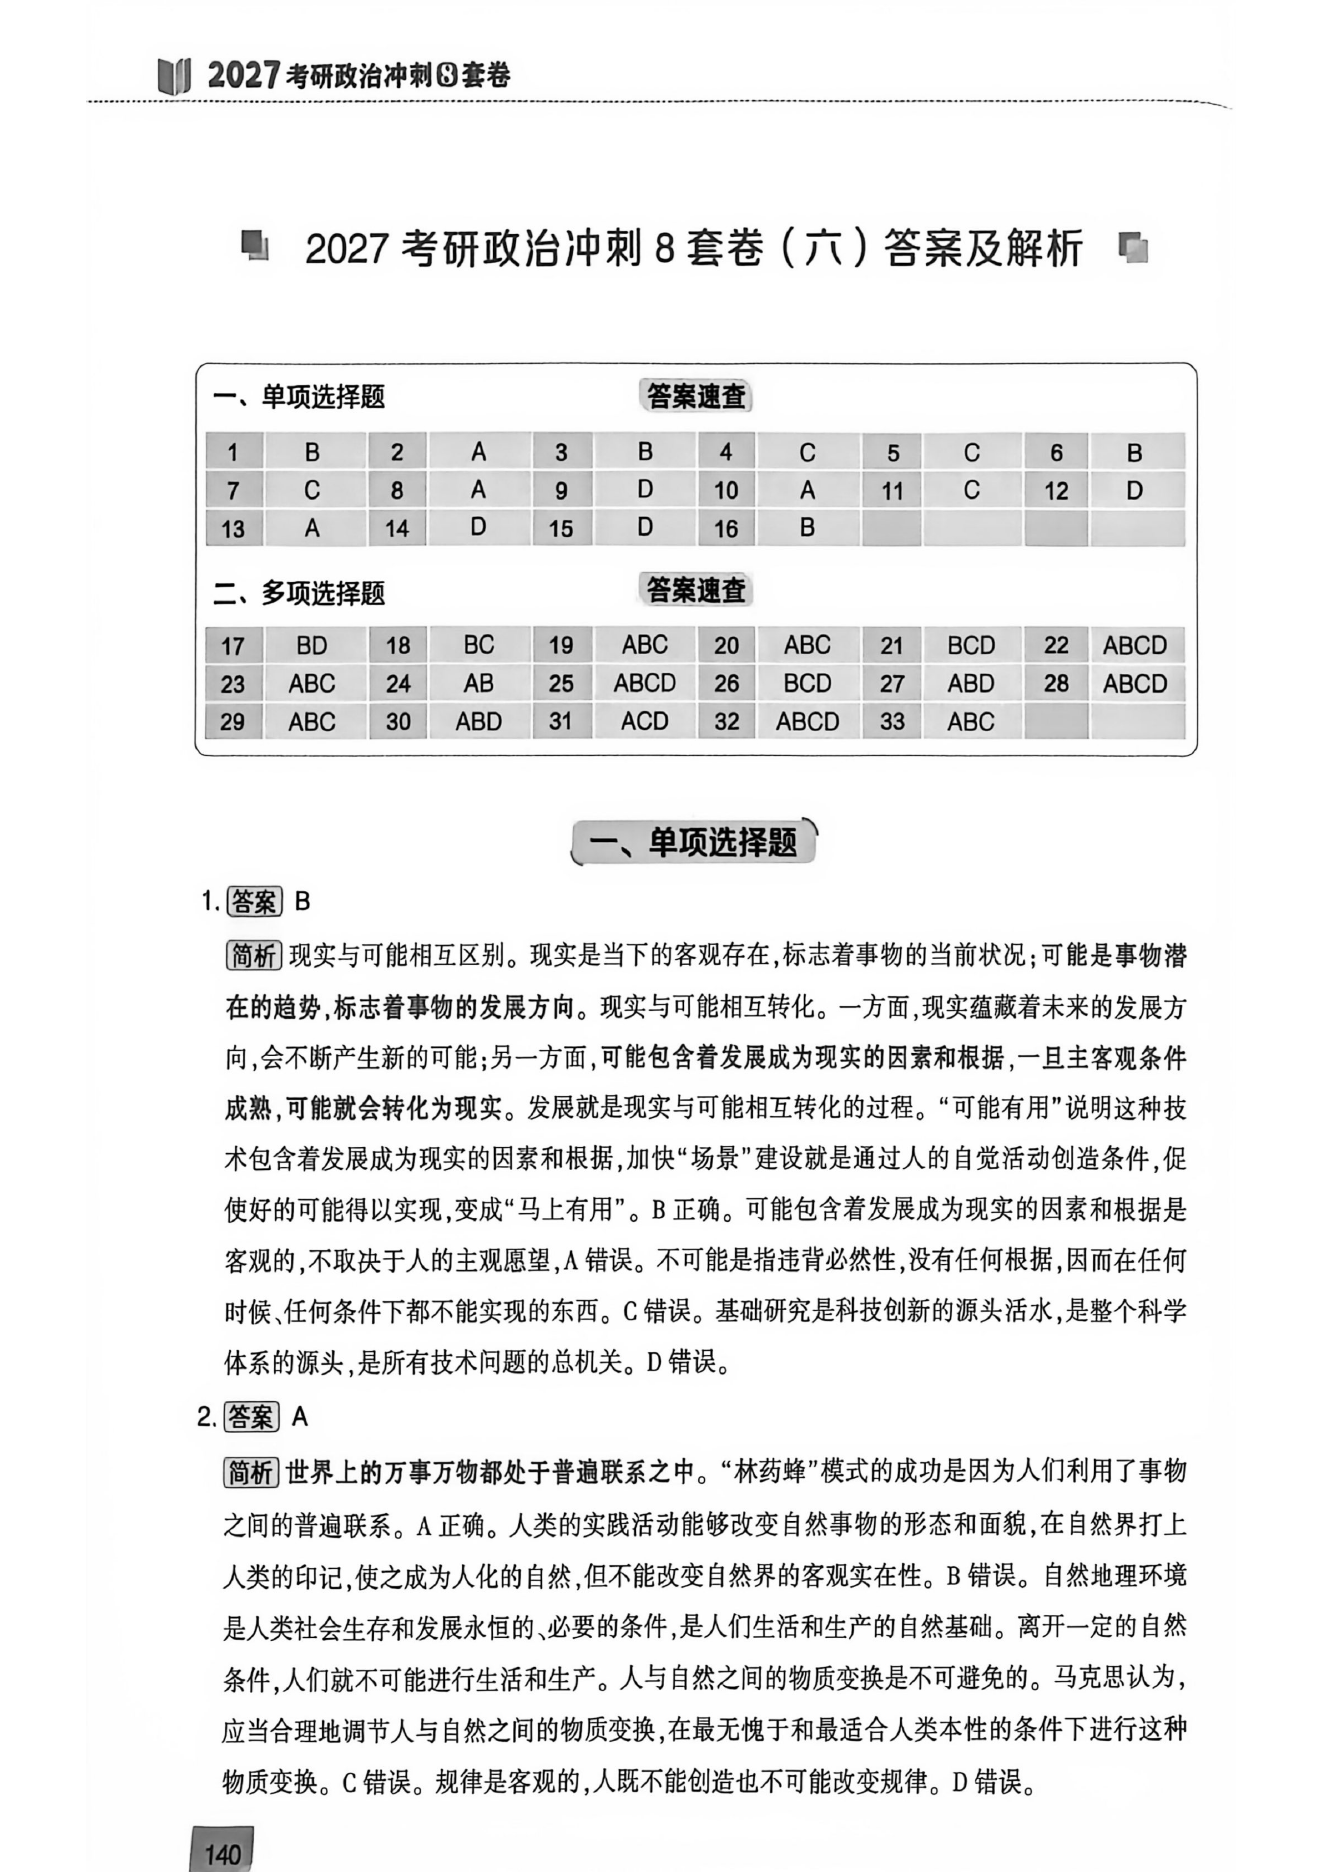 2027考研政治冲刺8套卷
2027考研政治冲刺8套卷(六)答案及解析
一、单项选择题 答案速查
1 B 2 A 3 B 4 C 5 C 6 B
7 C 8 A 9 D 10 A 11 C 12 D
13 A 14 D 15 D 16 B
二、多项选择题 答案速查
17 BD 18 BC 19 ABC 20 ABC 21 BCD 22 ABCD
23 ABC 24 AB 25 ABCD 26 BCD 27 ABD 28 ABCD
29 ABC 30 ABD 31 ACD 32 ABCD 33 ABC
一、单项选择题
1. 答案 B
简析 现实与可能相互区别。现实是当下的客观存在,标志着事物的当前状况;可能是事物潜
在的趋势,标志着事物的发展方向。现实与可能相互转化。一方面,现实蕴藏着未来的发展方
向,会不断产生新的可能;另一方面,可能包含着发展成为现实的因素和根据,一旦主客观条件
成熟,可能就会转化为现实。发展就是现实与可能相互转化的过程。“可能有用”说明这种技
术包含着发展成为现实的因素和根据,加快“场景”建设就是通过人的自觉活动创造条件,促
使好的可能得以实现,变成“马上有用”。B 正确。可能包含着发展成为现实的因素和根据是
客观的,不取决于人的主观愿望,A 错误。不可能是指违背必然性,没有任何根据,因而在任何
时候、任何条件下都不能实现的东西。C 错误。基础研究是科技创新的源头活水,是整个科学
体系的源头,是所有技术问题的总机关。D 错误。
2. 答案 A
简析 世界上的万事万物都处于普遍联系之中。“林药蜂”模式的成功是因为人们利用了事物
之间的普遍联系。A 正确。人类的实践活动能够改变自然事物的形态和面貌,在自然界打上
人类的印记,使之成为人化的自然,但不能改变自然界的客观实在性。B 错误。自然地理环境
是人类社会生存和发展永恒的、必要的条件,是人们生活和生产的自然基础。离开一定的自然
条件,人们就不可能进行生活和生产。人与自然之间的物质变换是不可避免的。马克思认为,
应当合理地调节人与自然之间的物质变换,在最无愧于和最适合人类本性的条件下进行这种
物质变换。C 错误。规律是客观的,人既不能创造也不可能改变规律。D 错误。
140